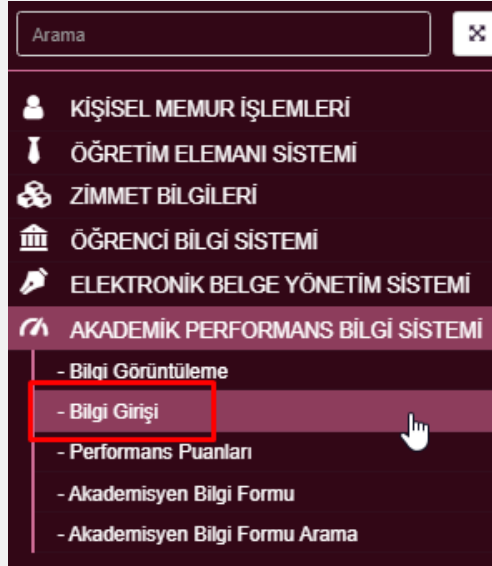 Arama
KİŞİSEL MEMUR İŞLEMLERİ
ÖĞRETİM ELEMANI SİSTEMİ
ZİMMET BİLGİLERİ
ÖĞRENCİ BİLGİ SİSTEMİ
ELEKTRONİK BELGE YÖNETİM SİSTEMİ
AKADEMİK PERFORMANS BİLGİ SİSTEMİ
- Bilgi Görüntüleme
- Bilgi Girişi
- Performans Puanları
- Akademisyen Bilgi Formu
- Akademisyen Bilgi Formu Arama